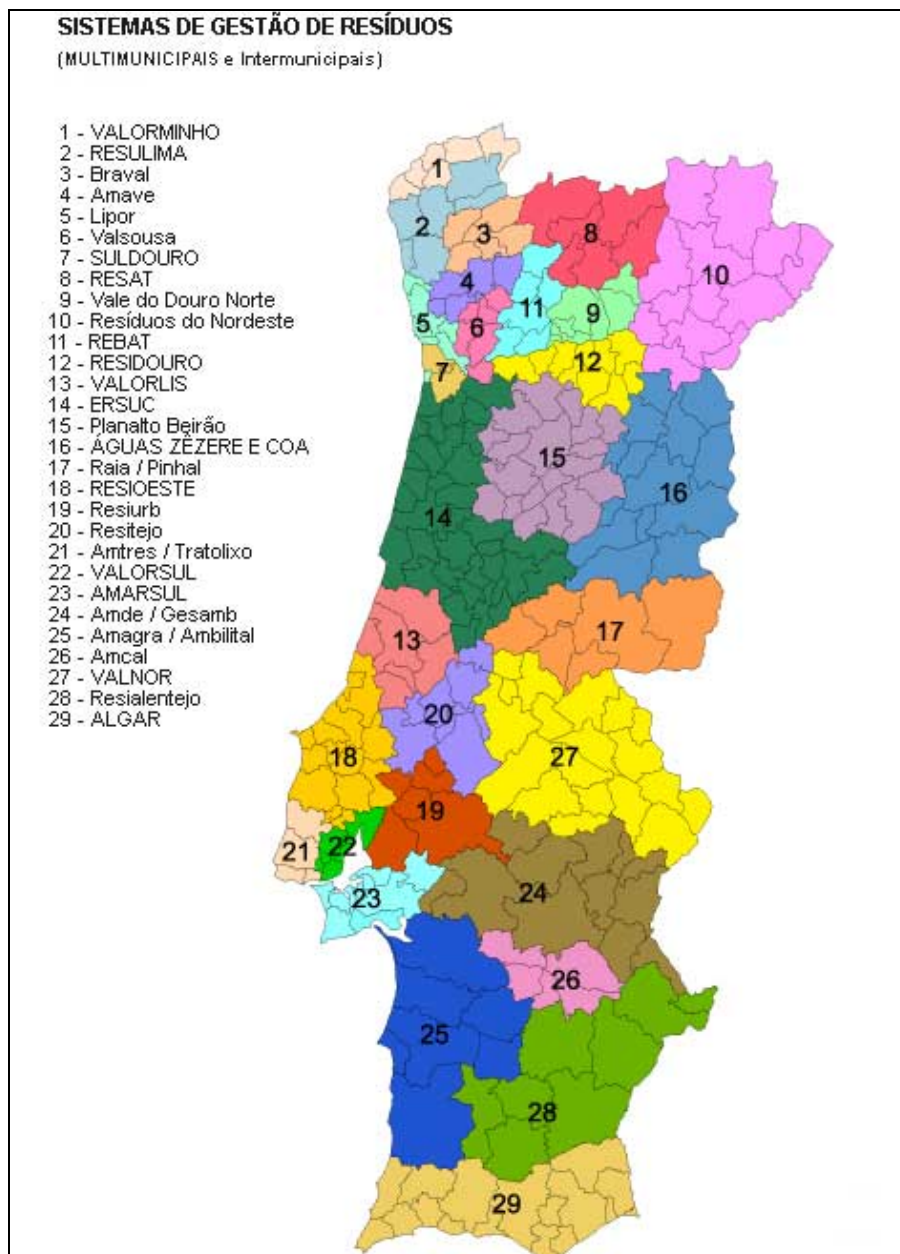 SISTEMAS DE GESTÃO DE RESÍDUOS
(MULTIMUNICIPAIS e Intermunicipais)
1 - VALORMINHO
2 - RESULIMA
3 - Braval
4 - Amave
5 - Lipor
6 - Valsousa
7 - SULDOURO
8 - RESAT
9 - Vale do Douro Norte
10 - Resíduos do Nordeste
11 - REBAT
12 - RESIDOURO
13 - VALORLIS
14 - ERSUC
15 - Planalto Beirão
16 - ÁGUAS ZÊZERE E COA
17 - Raia / Pinhal
18 - RESIOESTE
19 - Resiurb
20 - Resitejo
21 - Amtres / Tratolixo
22 - VALORSUL
23 - AMARSUL
24 - Amde / Gesamb
25 - Amagra / Ambilital
26 - Amcal
27 - VALNOR
28 - Resialentejo
29 - ALGAR
1
2
3
8
10
4
11
9
5
6
12
7
15
16
14
17
13
20
18
27
19
22
21
24
23
26
25
28
29